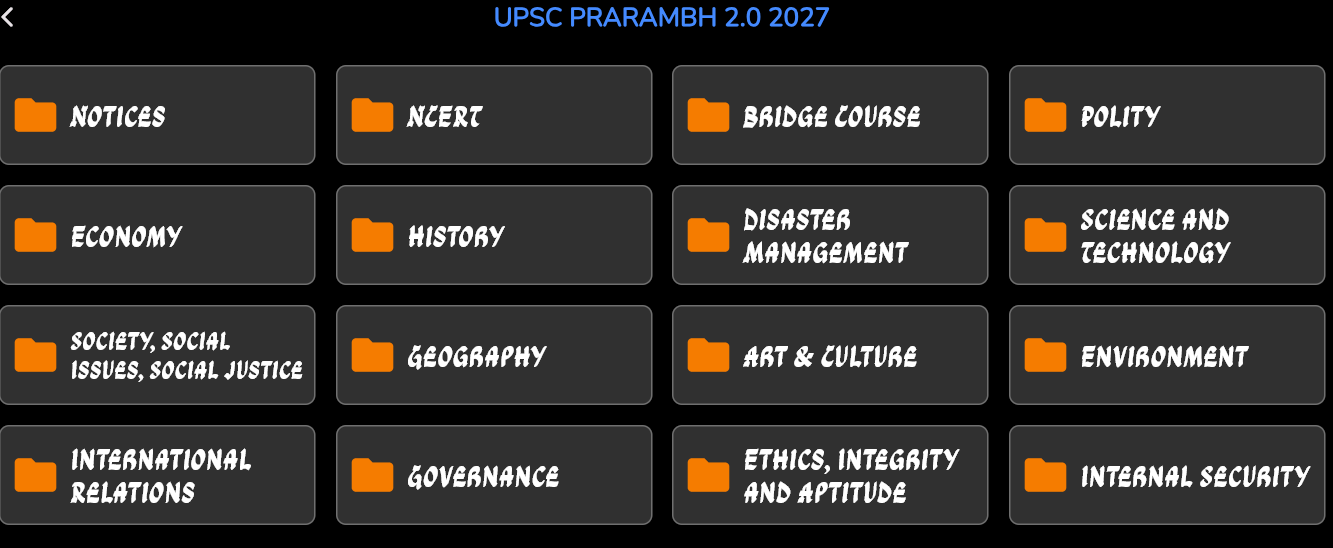 UPSC PRARAMBH 2.0 2027
NOTICES
NCERT
BRIDGE COURSE
POLITY
ECONOMY
HISTORY
DISASTER
MANAGEMENT
SCIENCE AND
TECHNOLOGY
SOCIETY, SOCIAL
ISSUES, SOCIAL JUSTICE
GEOGRAPHY
ART & CULTURE
ENVIRONMENT
INTERNATIONAL
RELATIONS
GOVERNANCE
ETHICS, INTEGRITY
AND APTITUDE
INTERNAL SECURITY